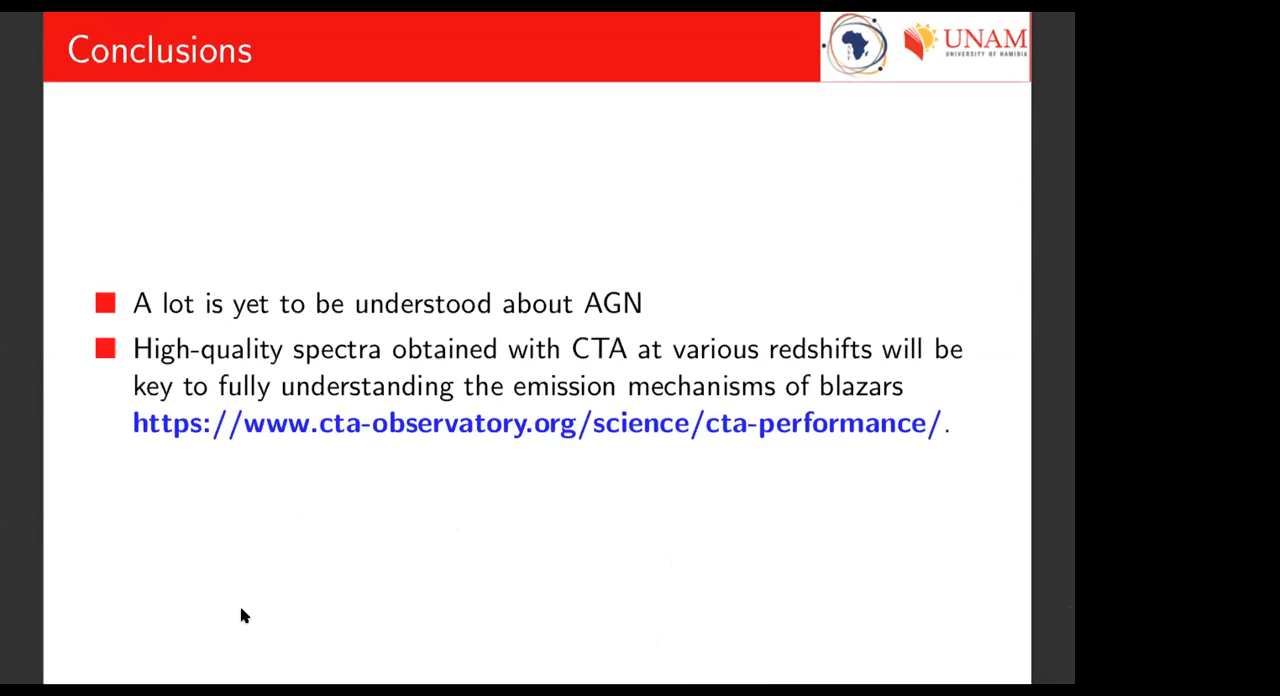 Conclusions
UNAM
UNIVERSITY OF NAMIBIA
A lot is yet to be understood about AGN
High-quality spectra obtained with CTA at various redshifts will be
key to fully understanding the emission mechanisms of blazars
https://www.cta-observatory.org/science/cta-performance/.